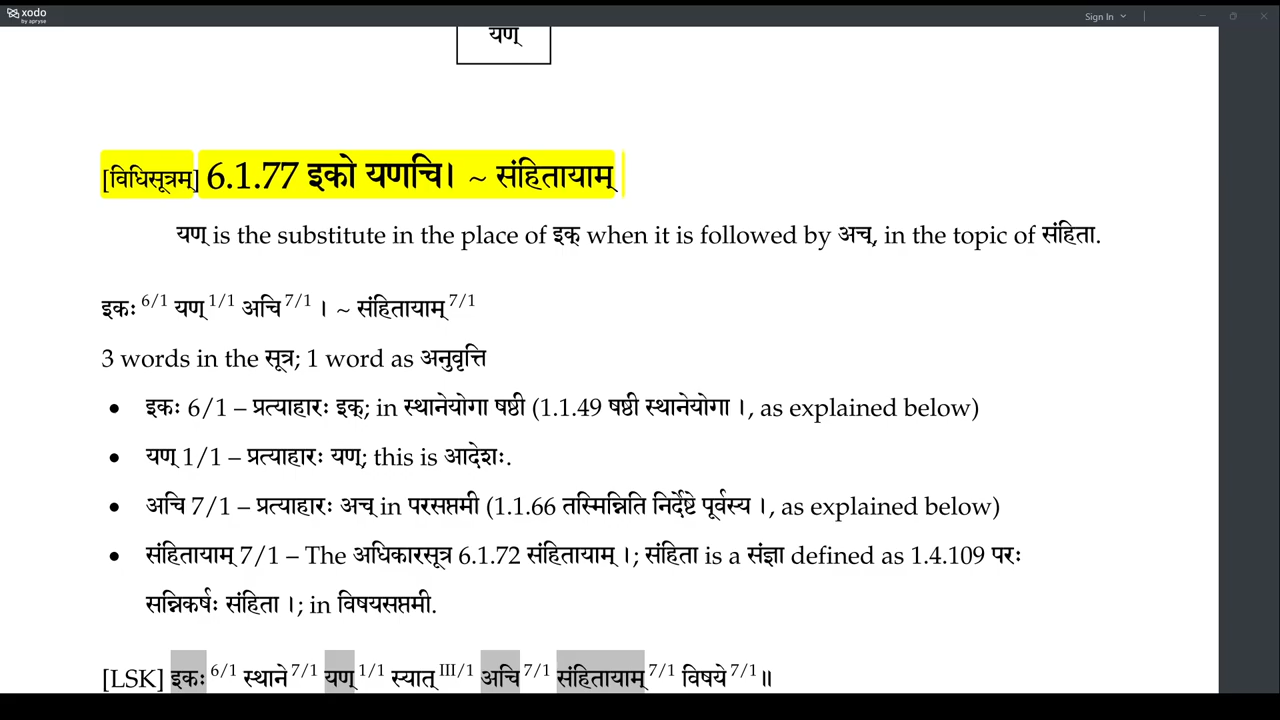 xodo
by apryse
Sign In
यण्
[विधिसूत्रम्] 6.1.77 इको यणचि। ~ संहितायाम्
यण् is the substitute in the place of इक् when it is followed by अच्, in the topic of संहिता.
इकः 6/1 यण् 1/1 अचि 7/1 । ~ संहितायाम् 7/1
3 words in the सूत्र; 1 word as अनुवृत्ति
• इकः 6/1 – प्रत्याहारः इक्; in स्थानेयोगा षष्ठी (1.1.49 षष्ठी स्थानेयोगा ।, as explained below)
• यण् 1/1 – प्रत्याहारः यण्; this is आदेशः.
• अचि 7/1 – प्रत्याहारः अच् in परसप्तमी (1.1.66 तस्मिन्निति निर्दिष्टे पूर्वस्य ।, as explained below)
• संहितायाम् 7/1 – The अधिकारसूत्र 6.1.72 संहितायाम् ।; संहिता is a संज्ञा defined as 1.4.109 परः
सन्निकर्षः संहिता ।; in विषयसप्तमी.
[LSK] इकः 6/1 स्थाने 7/1 यण् 1/1 स्यात् III/1 अचि 7/1 संहितायाम् 7/1 विषये 7/1 ॥